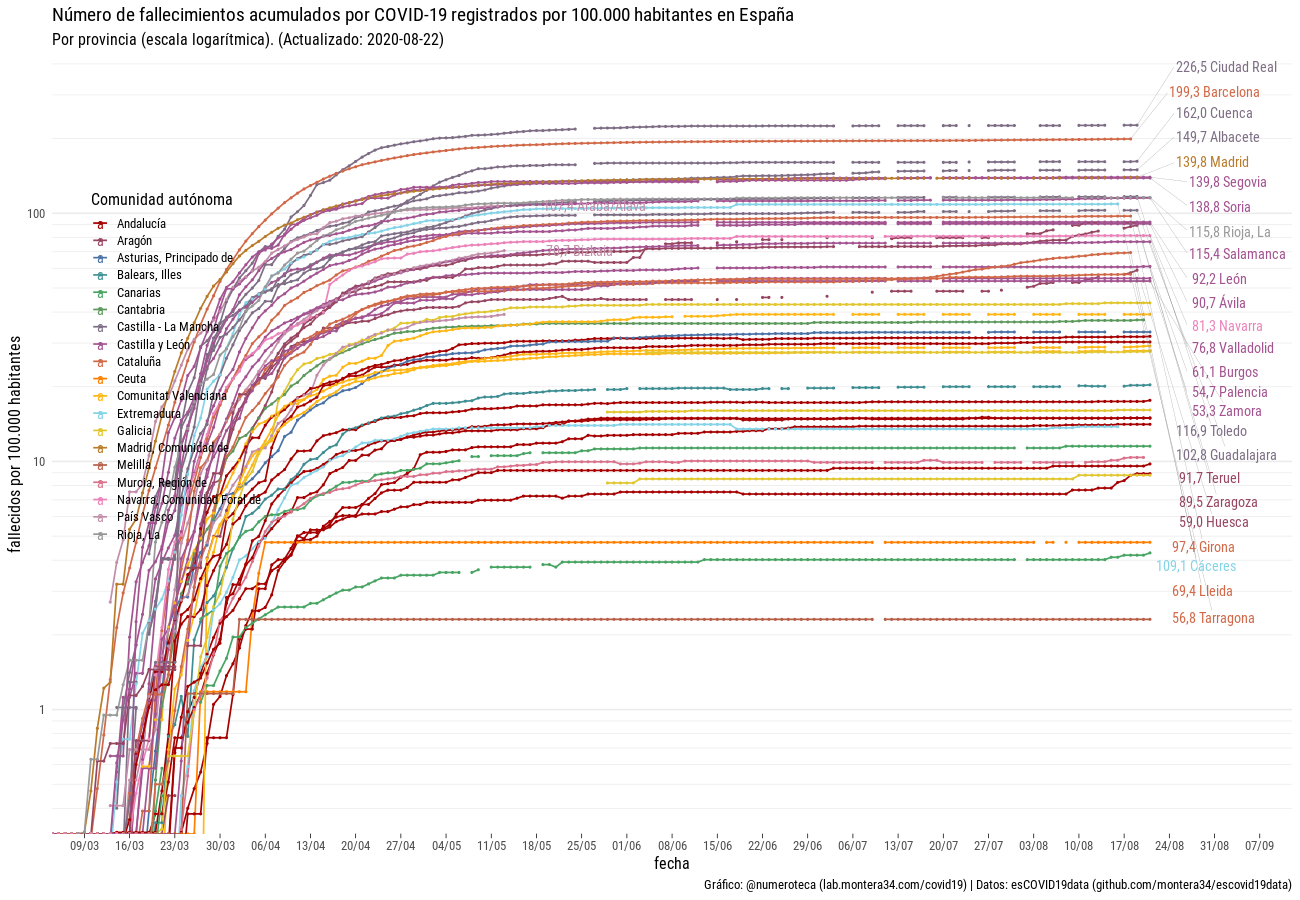 Número de fallecimientos acumulados por COVID-19 registrados por 100.000 habitantes en España
Por provincia (escala logarítmica). (Actualizado: 2020-08-22)
fallecidos por 100.000 habitantes
100
10
1
Comunidad autónoma
Andalucía
Aragón
Asturias, Principado de
Balears, Illes
Canarias
Cantabria
Castilla - La Mancha
Castilla y León
Cataluña
Ceuta
Comunitat Valenciana
Extremadura
Galicia
Madrid, Comunidad de
Melilla
Murcia, Región de
Navarra, Comunidad Foral de
País Vasco
Rioja, La
226,5 Ciudad Real
199,3 Barcelona
162,0 Cuenca
149,7 Albacete
139,8 Madrid
139,8 Segovia
138,8 Soria
115,8 Rioja, La
115,4 Salamanca
92,2 León
90,7 Ávila
81,3 Navarra
76,8 Valladolid
61,1 Burgos
54,7 Palencia
53,3 Zamora
116,9 Toledo
102,8 Guadalajara
91,7 Teruel
89,5 Zaragoza
59,0 Huesca
97,4 Girona
109,1 Cáceres
69,4 Lleida
56,8 Tarragona
09/03 16/03 23/03 30/03 06/04 13/04 20/04 27/04 04/05 11/05 18/05 25/05 01/06 08/06 15/06 22/06 29/06 06/07 13/07 20/07 27/07 03/08 10/08 17/08 24/08 31/08 07/09
fecha
Gráfico: @numeroteca (lab.montera34.com/covid19) | Datos: esCOVID19data (github.com/montera34/escovid19data)